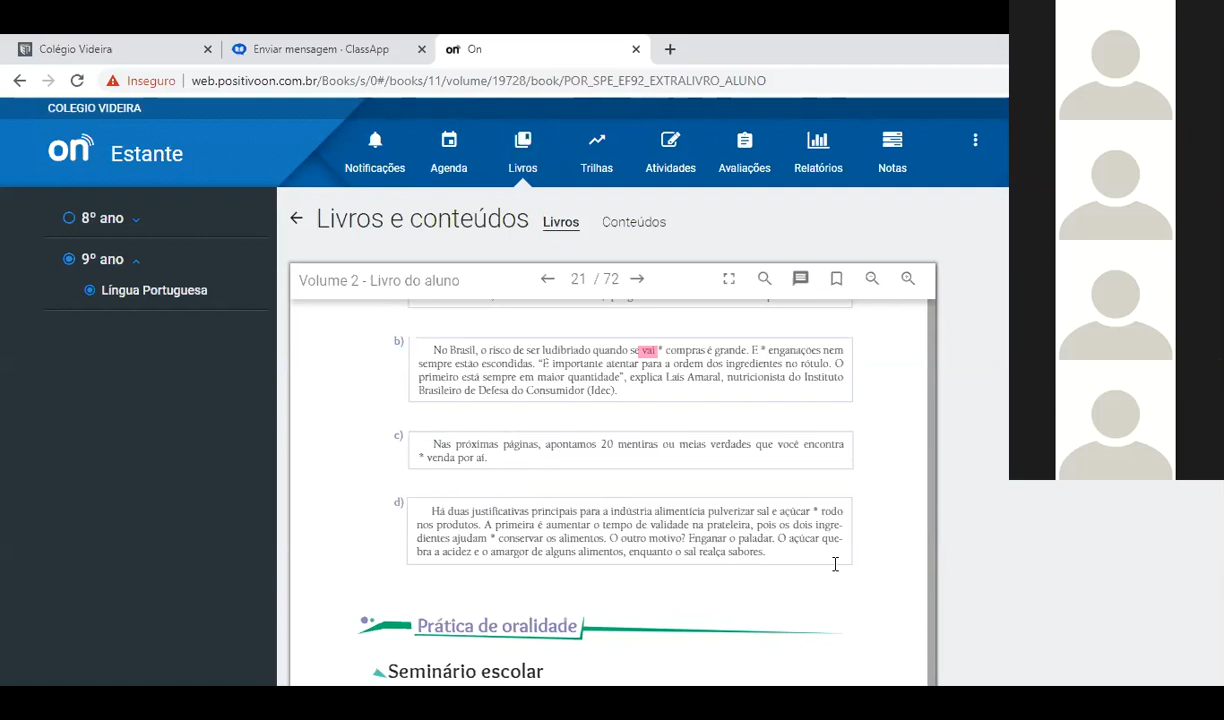 Colégio Videira
Enviar mensagem · ClassApp
On
Inseguro
web.positivoon.com.br/Books/s/0#/books/11/volume/19728/book/POR_SPE_EF92_EXTRALIVRO_ALUNO
COLEGIO VIDEIRA
on Estante
Notificações
Agenda
Livros
Trilhas
Atividades
Avaliações
Relatórios
Notas
8º ano
9º ano
Língua Portuguesa
Livros e conteúdos Livros Conteúdos
Volume 2 - Livro do aluno 21 / 72
b) No Brasil, o risco de ser ludibriado quando se vai * compras é grande. E * enganações nem
sempre estão escondidas. “É importante atentar para a ordem dos ingredientes no rótulo. O
primeiro está sempre em maior quantidade”, explica Laís Amaral, nutricionista do Instituto
Brasileiro de Defesa do Consumidor (Idec).
c) Nas próximas páginas, apontamos 20 mentiras ou meias verdades que você encontra
* venda por aí.
d) Há duas justificativas principais para a indústria alimentícia pulverizar sal e açúcar * rodo
nos produtos. A primeira é aumentar o tempo de validade na prateleira, pois os dois ingre-
dientes ajudam * conservar os alimentos. O outro motivo? Enganar o paladar. O açúcar que-
bra a acidez e o amargor de alguns alimentos, enquanto o sal realça sabores.
Prática de oralidade
Seminário escolar